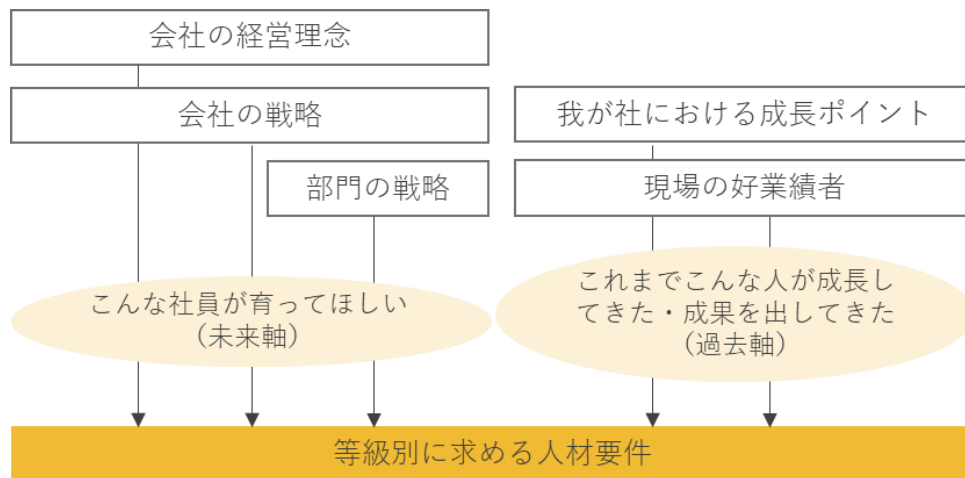 会社の経営理念
会社の戦略
部門の戦略
こんな社員が育ってほしい
（未来軸）
我が社における成長ポイント
現場の好業績者
これまでこんな人が成長し
てきた・成果を出してきた
（過去軸）
等級別に求める人材要件